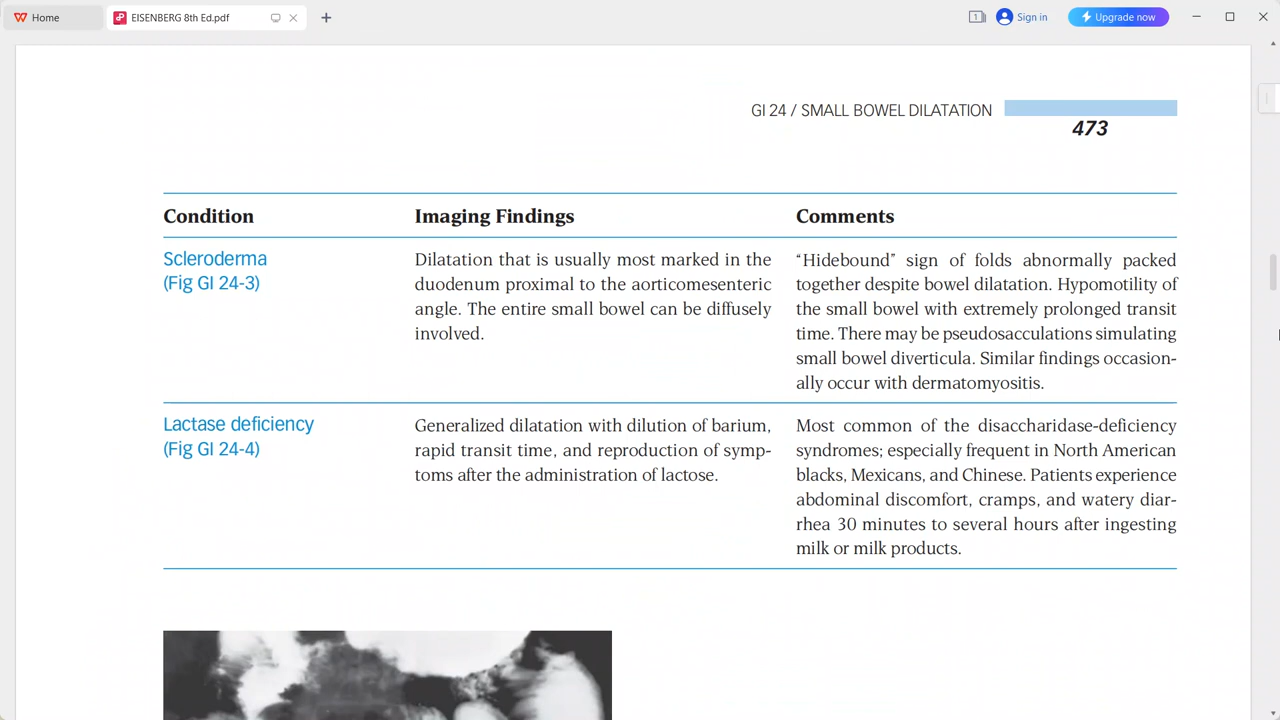 Home
EISENBERG 8th Ed.pdf
1
Sign in
Upgrade now
GI 24 / SMALL BOWEL DILATATION
473
Condition
Imaging Findings
Comments
Scleroderma
(Fig GI 24-3)
Dilatation that is usually most marked in the
duodenum proximal to the aorticomesenteric
angle. The entire small bowel can be diffusely
involved.
“Hidebound” sign of folds abnormally packed
together despite bowel dilatation. Hypomotility of
the small bowel with extremely prolonged transit
time. There may be pseudosacculations simulating
small bowel diverticula. Similar findings occasion-
ally occur with dermatomyositis.
Lactase deficiency
(Fig GI 24-4)
Generalized dilatation with dilution of barium,
rapid transit time, and reproduction of symp-
toms after the administration of lactose.
Most common of the disaccharidase-deficiency
syndromes; especially frequent in North American
blacks, Mexicans, and Chinese. Patients experience
abdominal discomfort, cramps, and watery diar-
rhea 30 minutes to several hours after ingesting
milk or milk products.